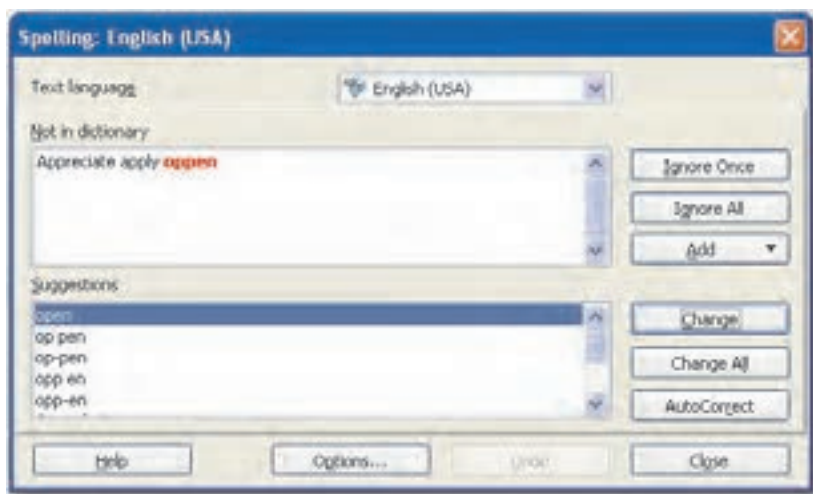 Spelling: English (USA)
Text language
English (USA)
Not in dictionary
Appreciate apply oppen
Ignore Once
Ignore All
Add
Suggestions
open
op pen
op-pen
opp en
opp-en
Change
Change All
AutoCorrect
Help
Options...
Undo
Close